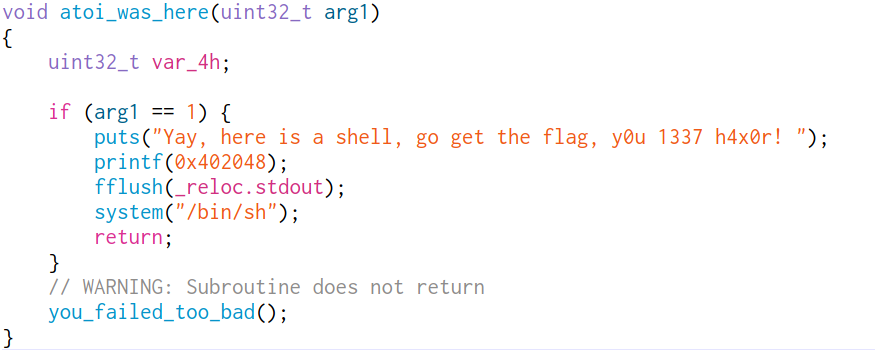 void atoi_was_here(uint32_t arg1)
{
    uint32_t var_4h;

    if (arg1 == 1) {
        puts("Yay, here is a shell, go get the flag, y0u 1337 h4x0r! ");
        printf(0x402048);
        fflush(_reloc.stdout);
        system("/bin/sh");
        return;
    }
    // WARNING: Subroutine does not return
    you_failed_too_bad();
}